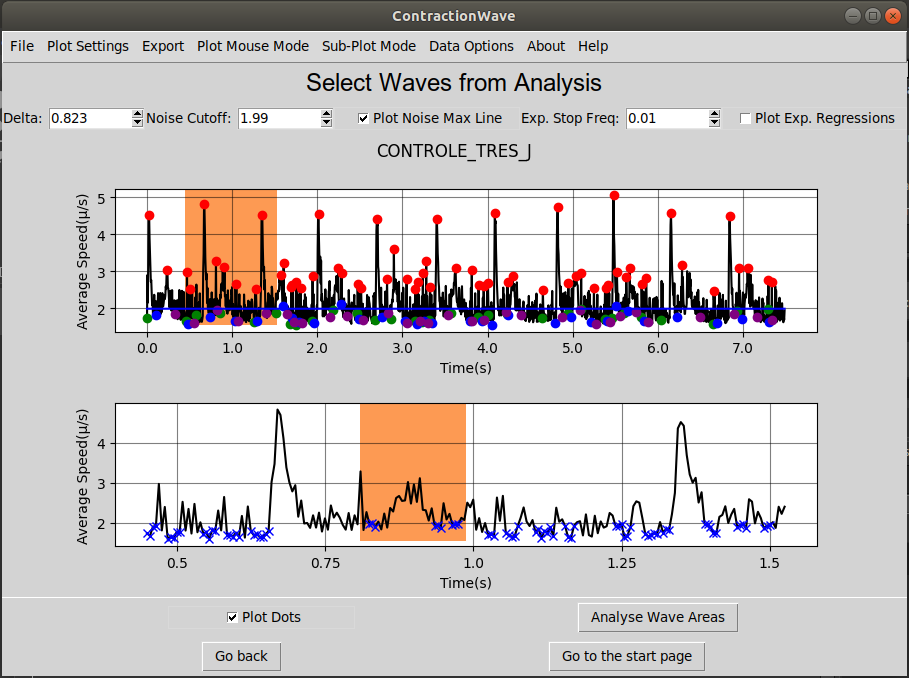 ContractionWave
File Plot Settings Export Plot Mouse Mode Sub-Plot Mode Data Options About Help
Select Waves from Analysis
Delta: 0.823 Noise Cutoff: 1.99 Plot Noise Max Line Exp. Stop Freq: 0.01 Plot Exp. Regressions
CONTROLE_TRES_J
Average Speed(μ/s)
5
4
3
2
0.0 1.0 2.0 3.0 4.0 5.0 6.0 7.0
Time(s)
Average Speed(μ/s)
4
3
2
0.5 0.75 1.0 1.25 1.5
Time(s)
Plot Dots Analyse Wave Areas
Go back Go to the start page